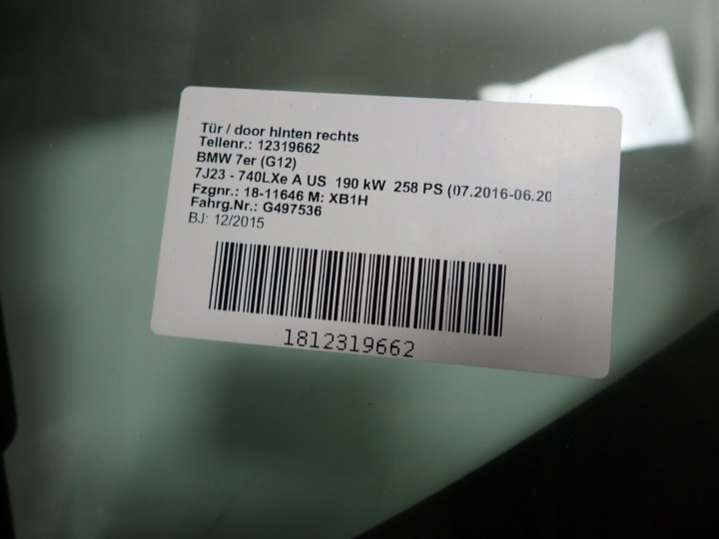 Tür / door hinten rechts
Teilenr.: 12319662
BMW 7er (G12)
7J23 - 740LXe A US 190 kW 258 PS (07.2016-06.20
Fzgnr.: 18-11646 M: XB1H
Fahrg.Nr.: G497536
BJ: 12/2015
1812319662